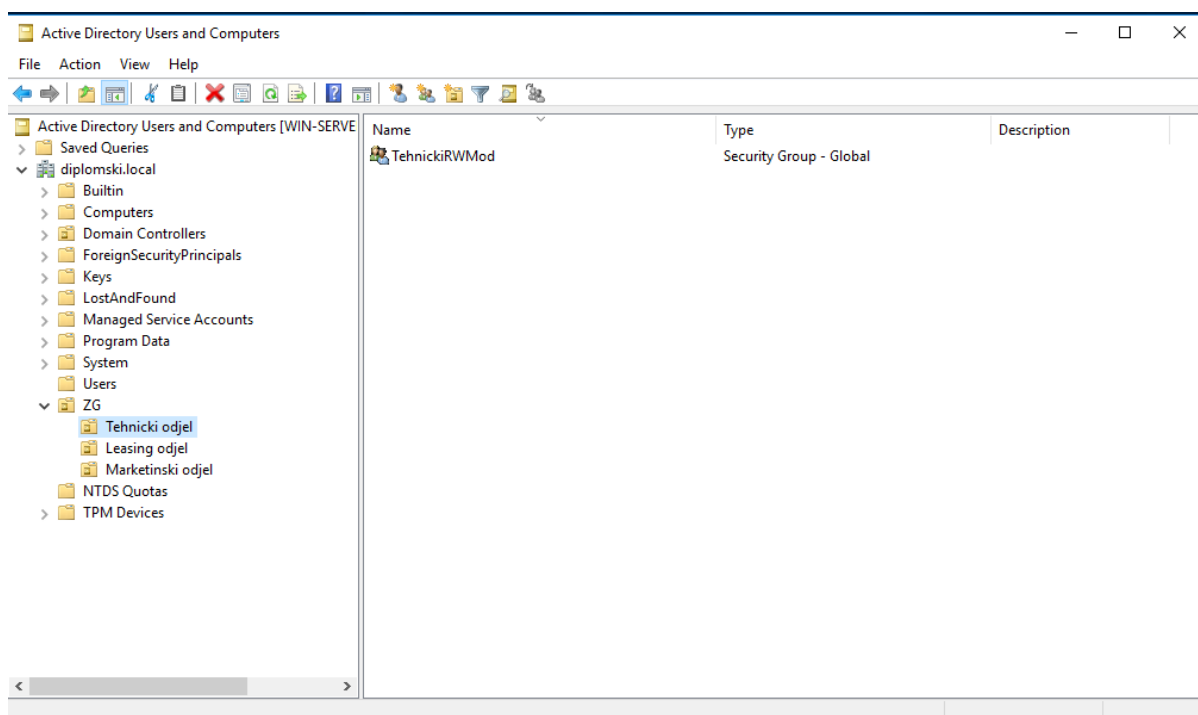 Active Directory Users and Computers
File Action View Help
Active Directory Users and Computers [WIN-SERVE
Saved Queries
diplomski.local
Builtin
Computers
Domain Controllers
ForeignSecurityPrincipals
Keys
LostAndFound
Managed Service Accounts
Program Data
System
Users
ZG
Tehnicki odjel
Leasing odjel
Marketinski odjel
NTDS Quotas
TPM Devices
Name Type Description
TehnickiRWMod Security Group - Global